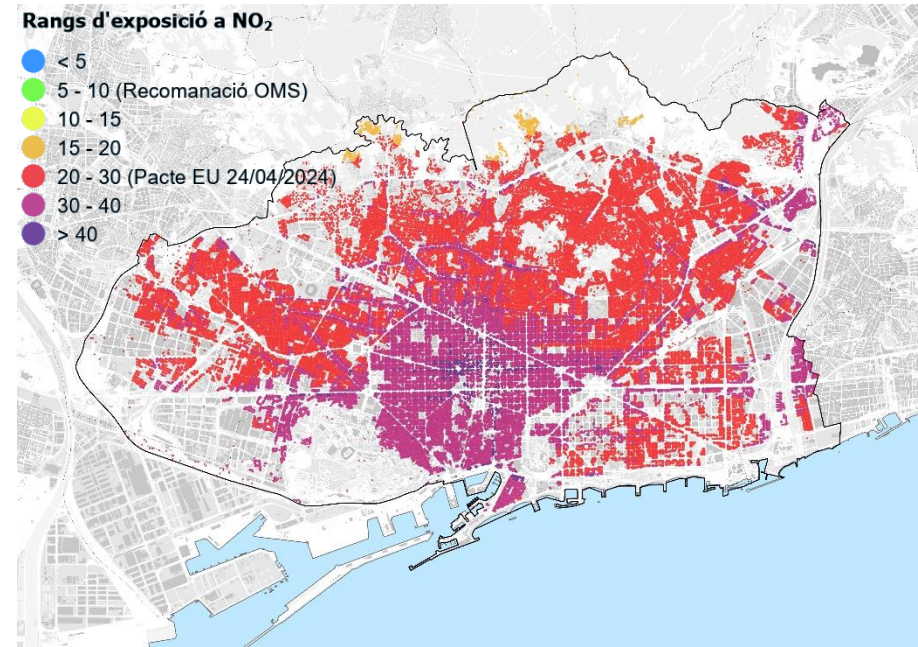 Rangs d'exposició a NO₂
< 5
5 - 10 (Recomanació OMS)
10 - 15
15 - 20
20 - 30 (Pacte EU 24/04/2024)
30 - 40
> 40